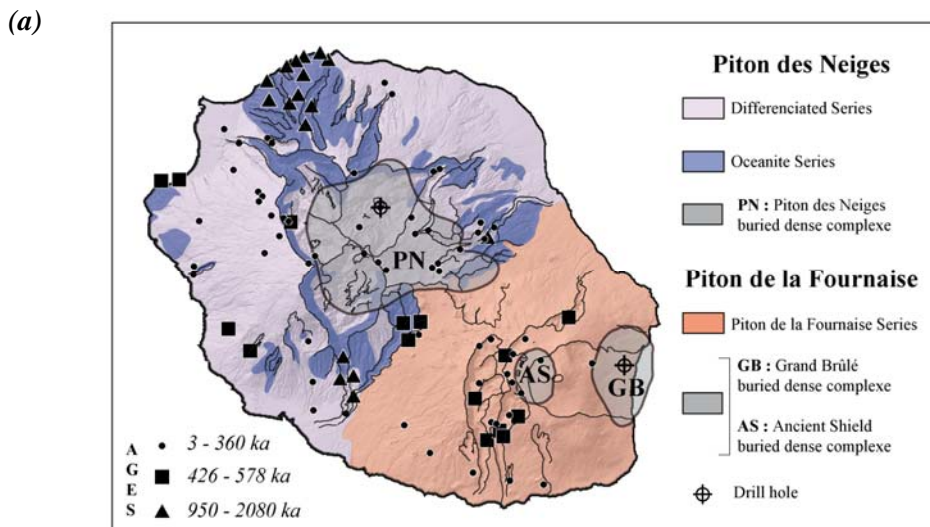 (a)
Piton des Neiges
Differenciated Series
Oceanite Series
PN : Piton des Neiges
buried dense complexe
Piton de la Fournaise
Piton de la Fournaise Series
GB : Grand Brûlé
buried dense complexe
AS : Ancient Shield
buried dense complexe
Drill hole
PN
AS
GB
AGES
3 - 360 ka
426 - 578 ka
950 - 2080 ka